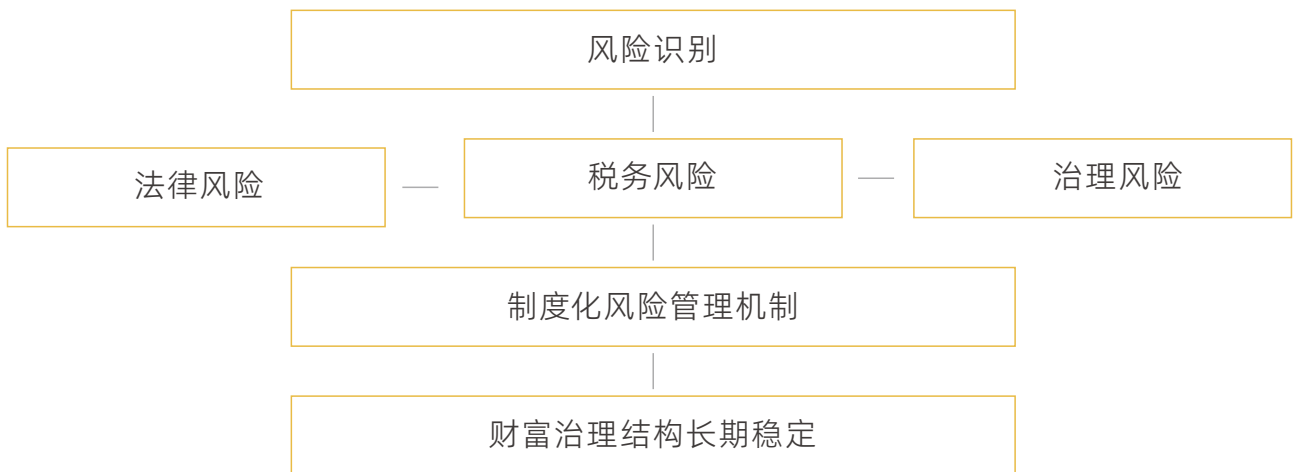 风险识别
法律风险
税务风险
治理风险
制度化风险管理机制
财富治理结构长期稳定